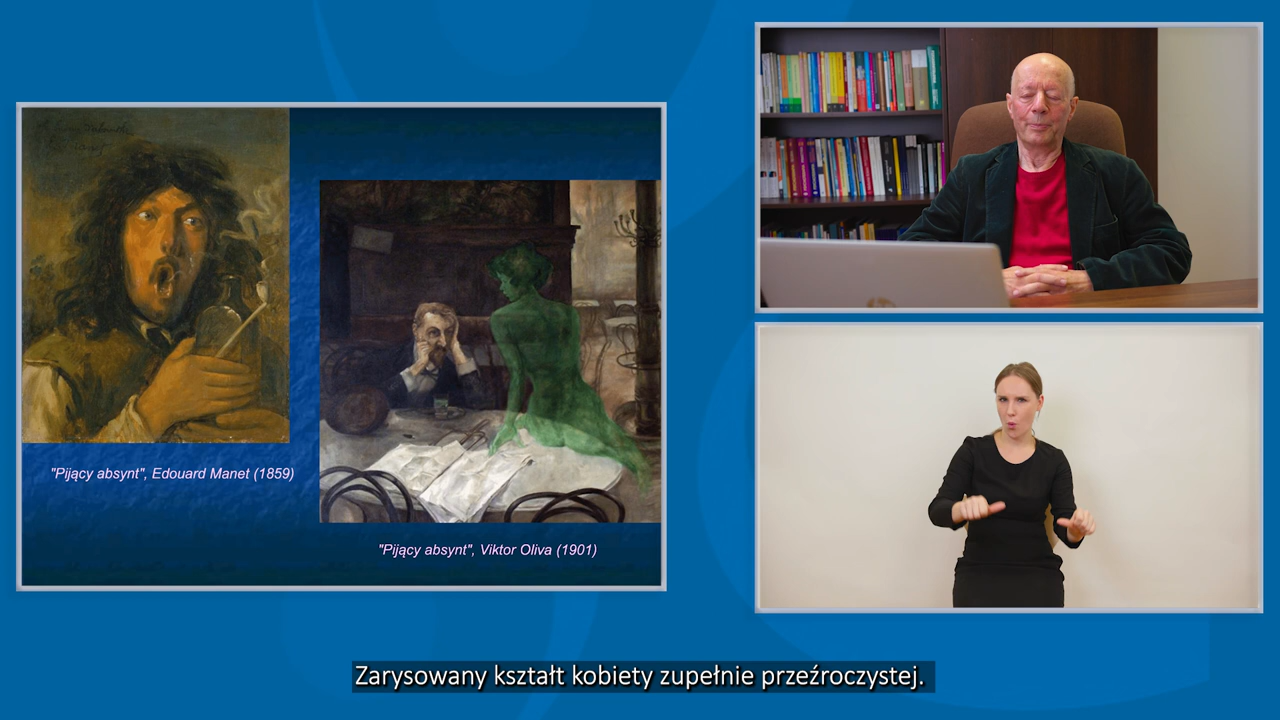 "Pijący absynt", Edouard Manet (1859)
"Pijący absynt", Viktor Oliva (1901)
Zarysowany kształt kobiety zupełnie przeźroczystej.